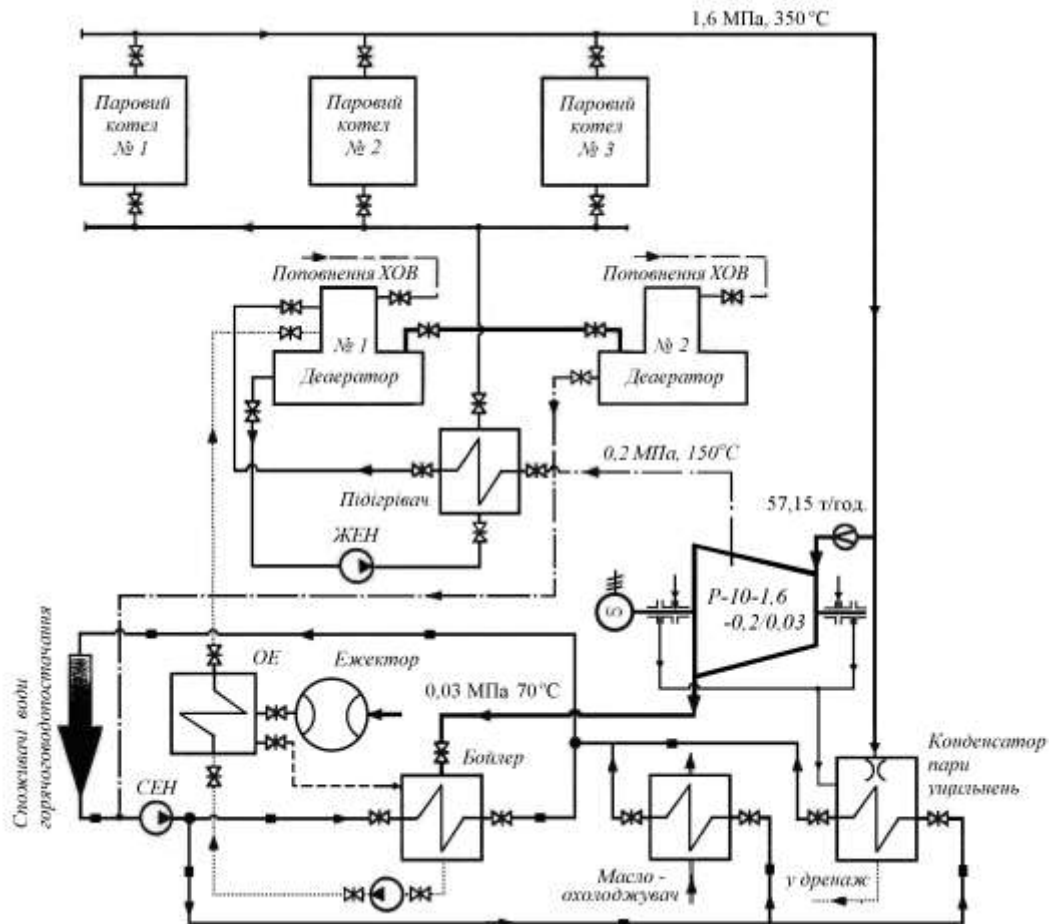 1,6 МПа, 350 °С
Паровий
котел
№ 1
Паровий
котел
№ 2
Паровий
котел
№ 3
Поповнення ХОВ
Поповнення ХОВ
№ 1
Деаератор
№ 2
Деаератор
0,2 МПа, 150°С
Підігрівач
57,15 т/год.
ЖЕН
Р-10-1,6
-0,2/0,03
G
ОЕ
Ежектор
0,03 МПа 70 °С
Споживачі води
горячоговодопостачання
Бойлер
Конденсатор
пари
ущільнень
СЕН
Масло -
охолоджувач
у дренаж